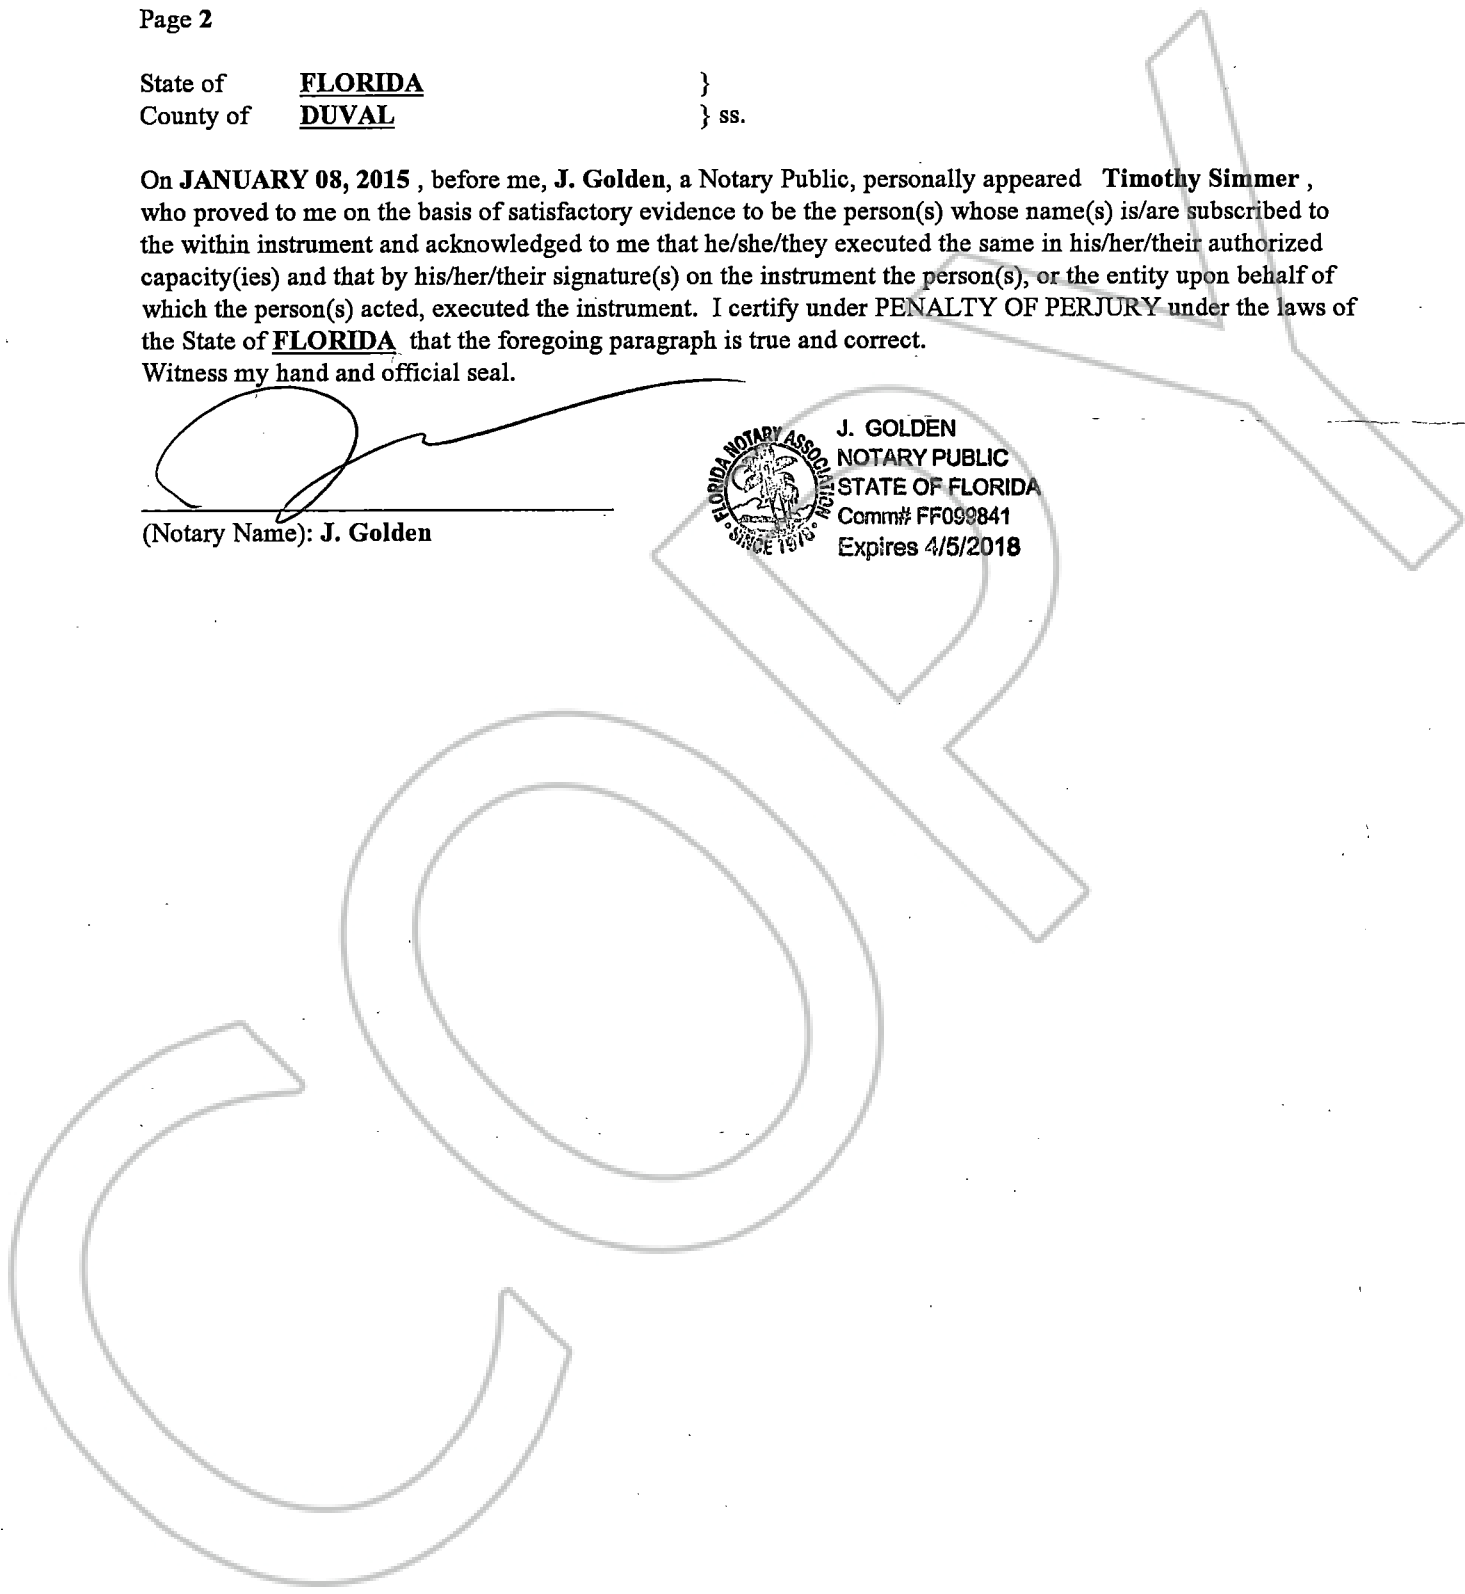 Page 2
State of FLORIDA }
County of DUVAL } ss.
On JANUARY 08, 2015 , before me, J. Golden, a Notary Public, personally appeared Timothy Simmer ,
who proved to me on the basis of satisfactory evidence to be the person(s) whose name(s) is/are subscribed to
the within instrument and acknowledged to me that he/she/they executed the same in his/her/their authorized
capacity(ies) and that by his/her/their signature(s) on the instrument the person(s), or the entity upon behalf of
which the person(s) acted, executed the instrument. I certify under PENALTY OF PERJURY under the laws of
the State of FLORIDA that the foregoing paragraph is true and correct.
Witness my hand and official seal.
(Notary Name): J. Golden
FLORIDA NOTARY ASSOCIATION
SINCE 1978
J. GOLDEN
NOTARY PUBLIC
STATE OF FLORIDA
Comm# FF099841
Expires 4/5/2018
COPY